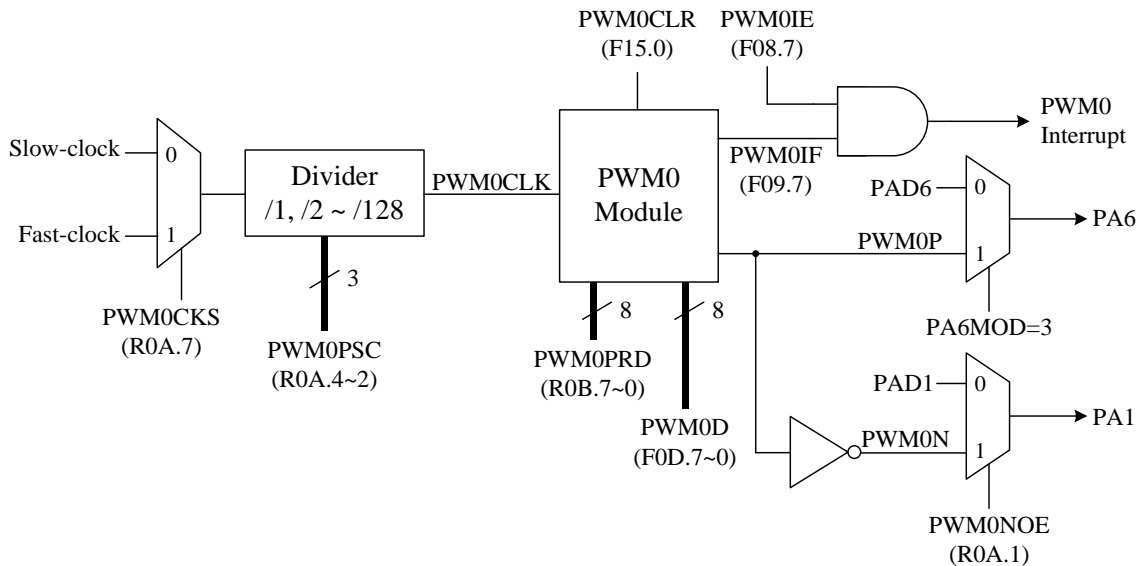 PWM0CLR
(F15.0)
PWM0IE
(F08.7)
Slow-clock
0
Fast-clock
1
PWM0CKS
(R0A.7)
Divider
/1, /2 ~ /128
3
PWM0PSC
(R0A.4~2)
PWM0CLK
PWM0
Module
8
PWM0PRD
(R0B.7~0)
8
PWM0D
(F0D.7~0)
PWM0IF
(F09.7)
PWM0
Interrupt
PAD6
0
PWM0P
1
PA6
PA6MOD=3
PAD1
0
PWM0N
1
PA1
PWM0NOE
(R0A.1)